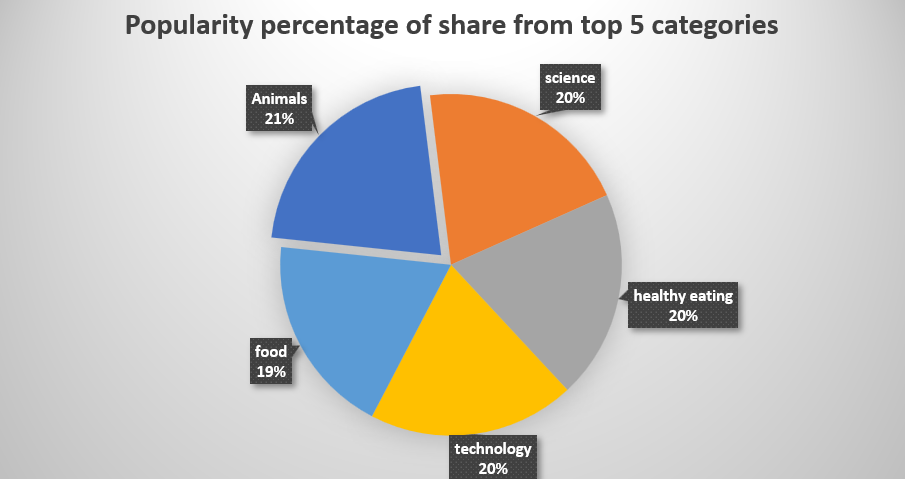 Popularity percentage of share from top 5 categories
science
20%
Animals
21%
healthy eating
20%
food
19%
technology
20%